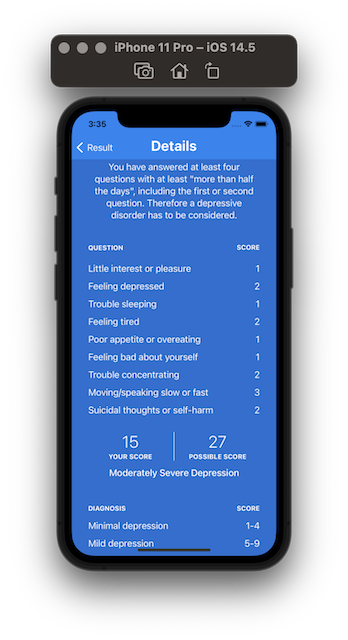 iPhone 11 Pro – iOS 14.5
3:35
Result
Details
You have answered at least four
questions with at least "more than half
the days", including the first or second
question. Therefore a depressive
disorder has to be considered.
QUESTION SCORE
Little interest or pleasure 1
Feeling depressed 2
Trouble sleeping 1
Feeling tired 2
Poor appetite or overeating 1
Feeling bad about yourself 1
Trouble concentrating 2
Moving/speaking slow or fast 3
Suicidal thoughts or self-harm 2
15 27
YOUR SCORE POSSIBLE SCORE
Moderately Severe Depression
DIAGNOSIS SCORE
Minimal depression 1-4
Mild depression 5-9